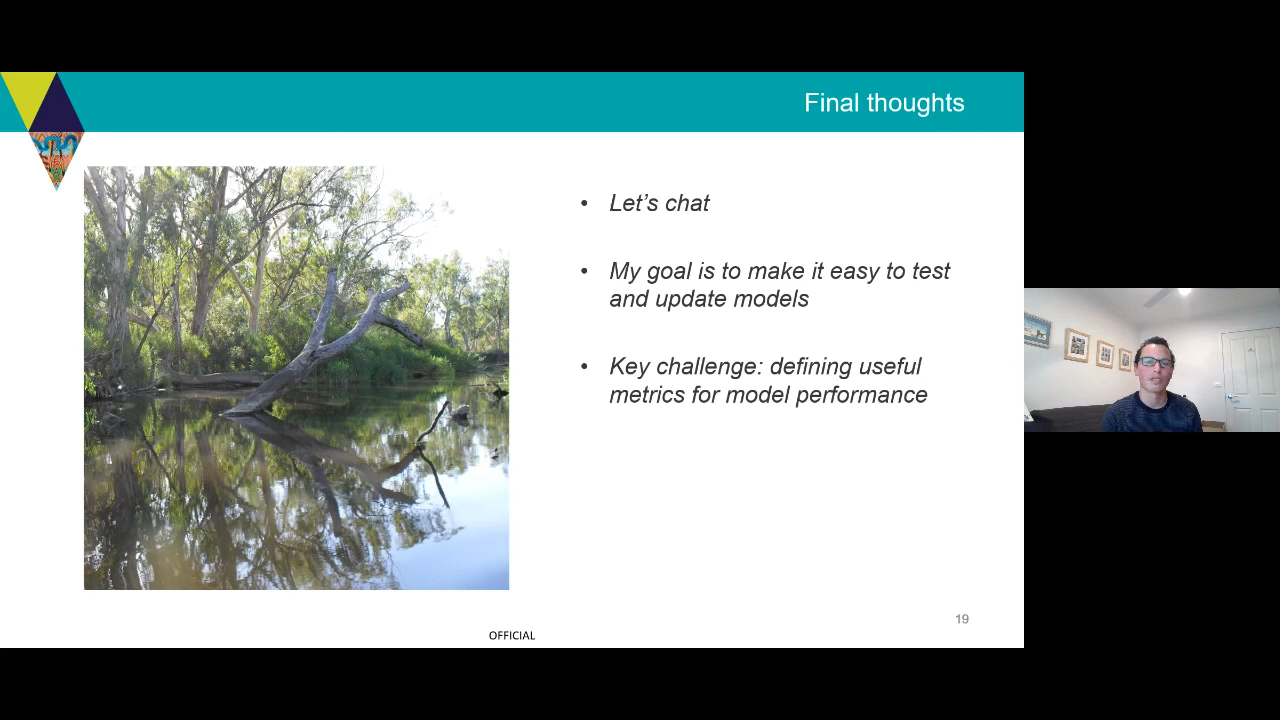 Final thoughts
• Let’s chat
• My goal is to make it easy to test
and update models
• Key challenge: defining useful
metrics for model performance
19
OFFICIAL